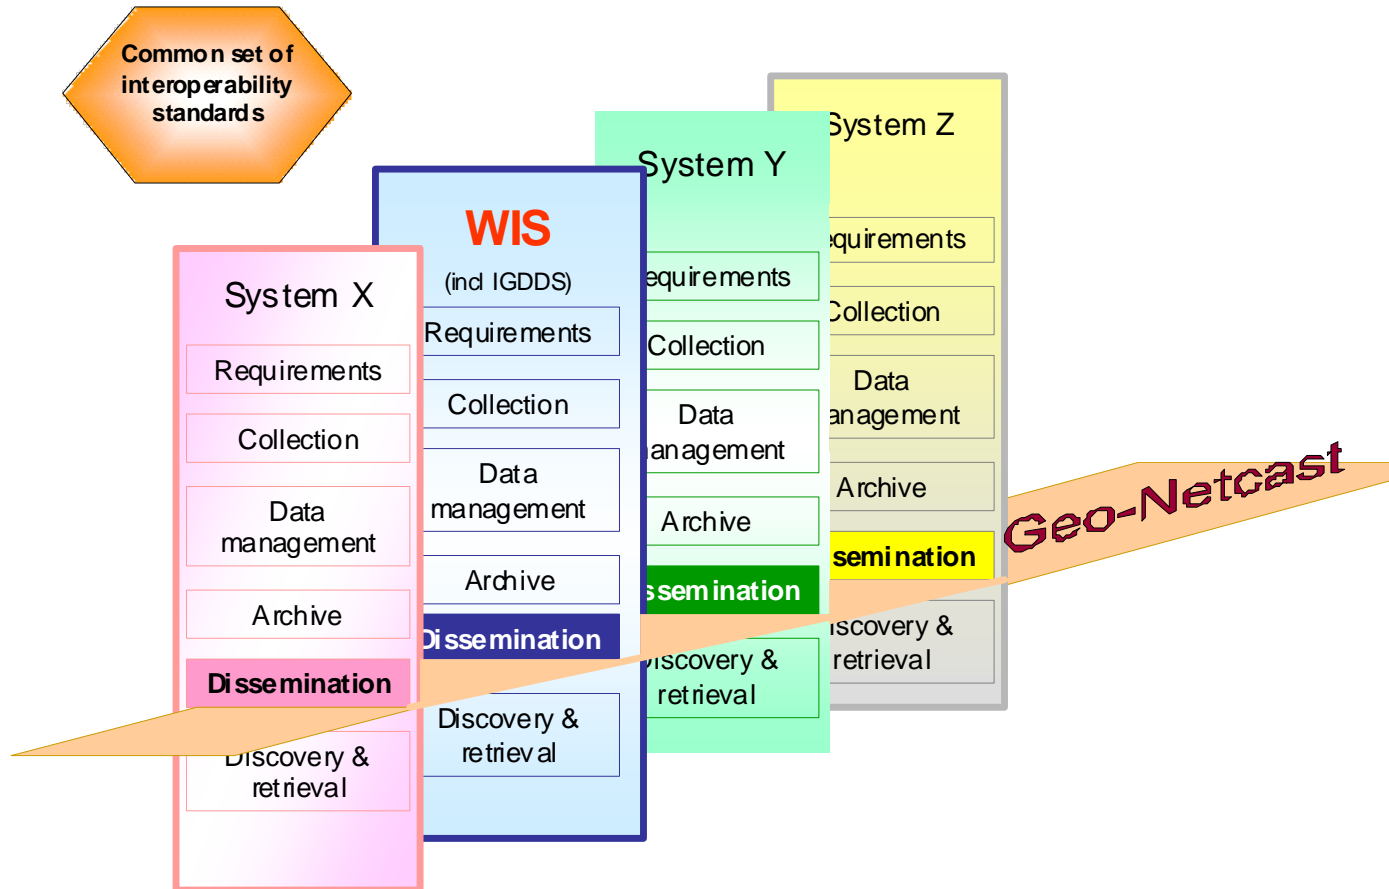 Common set of
interoperability
standards
System X
Requirements
Collection
Data
management
Archive
Dissemination
Discovery &
retrieval
WIS
(incl IGDDS)
Requirements
Collection
Data
management
Archive
Dissemination
Discovery &
retrieval
System Y
equirements
Collection
Data
anagement
Archive
ssemination
Discovery &
retrieval
System Z
equirements
Collection
Data
anagement
Archive
semination
iscovery &
retrieval
Geo-Netcast